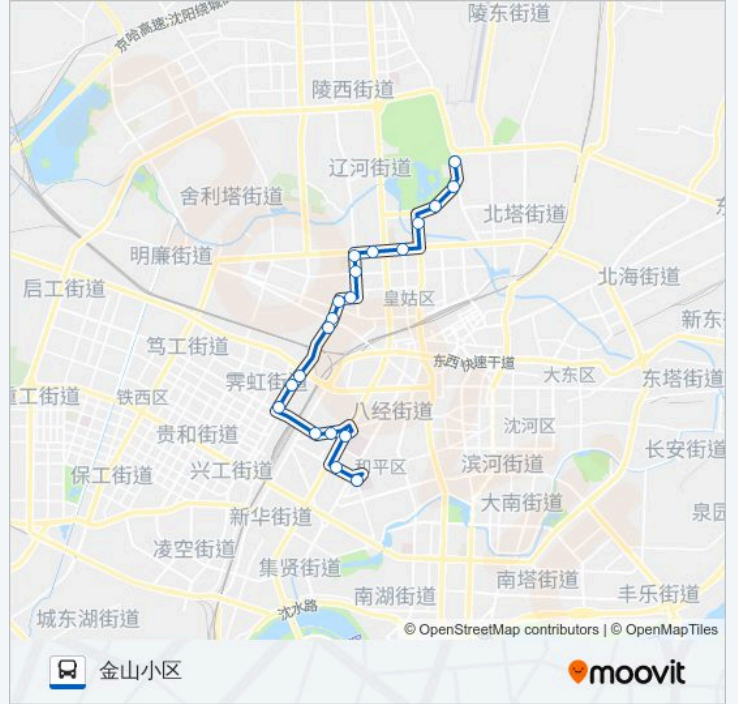 陵东街道
京哈高速;沈阳绕城
陵西街道
辽河街道
舍利塔街道
北塔街道
明廉街道
启工街道
北海街道
皇姑区
新东
笃工街道
东西快速干道
霁虹街道
大东区
东塔街道
重工街道
铁西区
八经街道
沈河区
贵和街道
长安街道
和平区
滨河街道
保工街道
兴工街道
大南街道
泉园
新华街道
凌空街道
集贤街道
南塔街道
南湖街道
丰乐街道
沈水路
城东湖街道
© OpenStreetMap contributors | © OpenMapTiles
金山小区
moovit